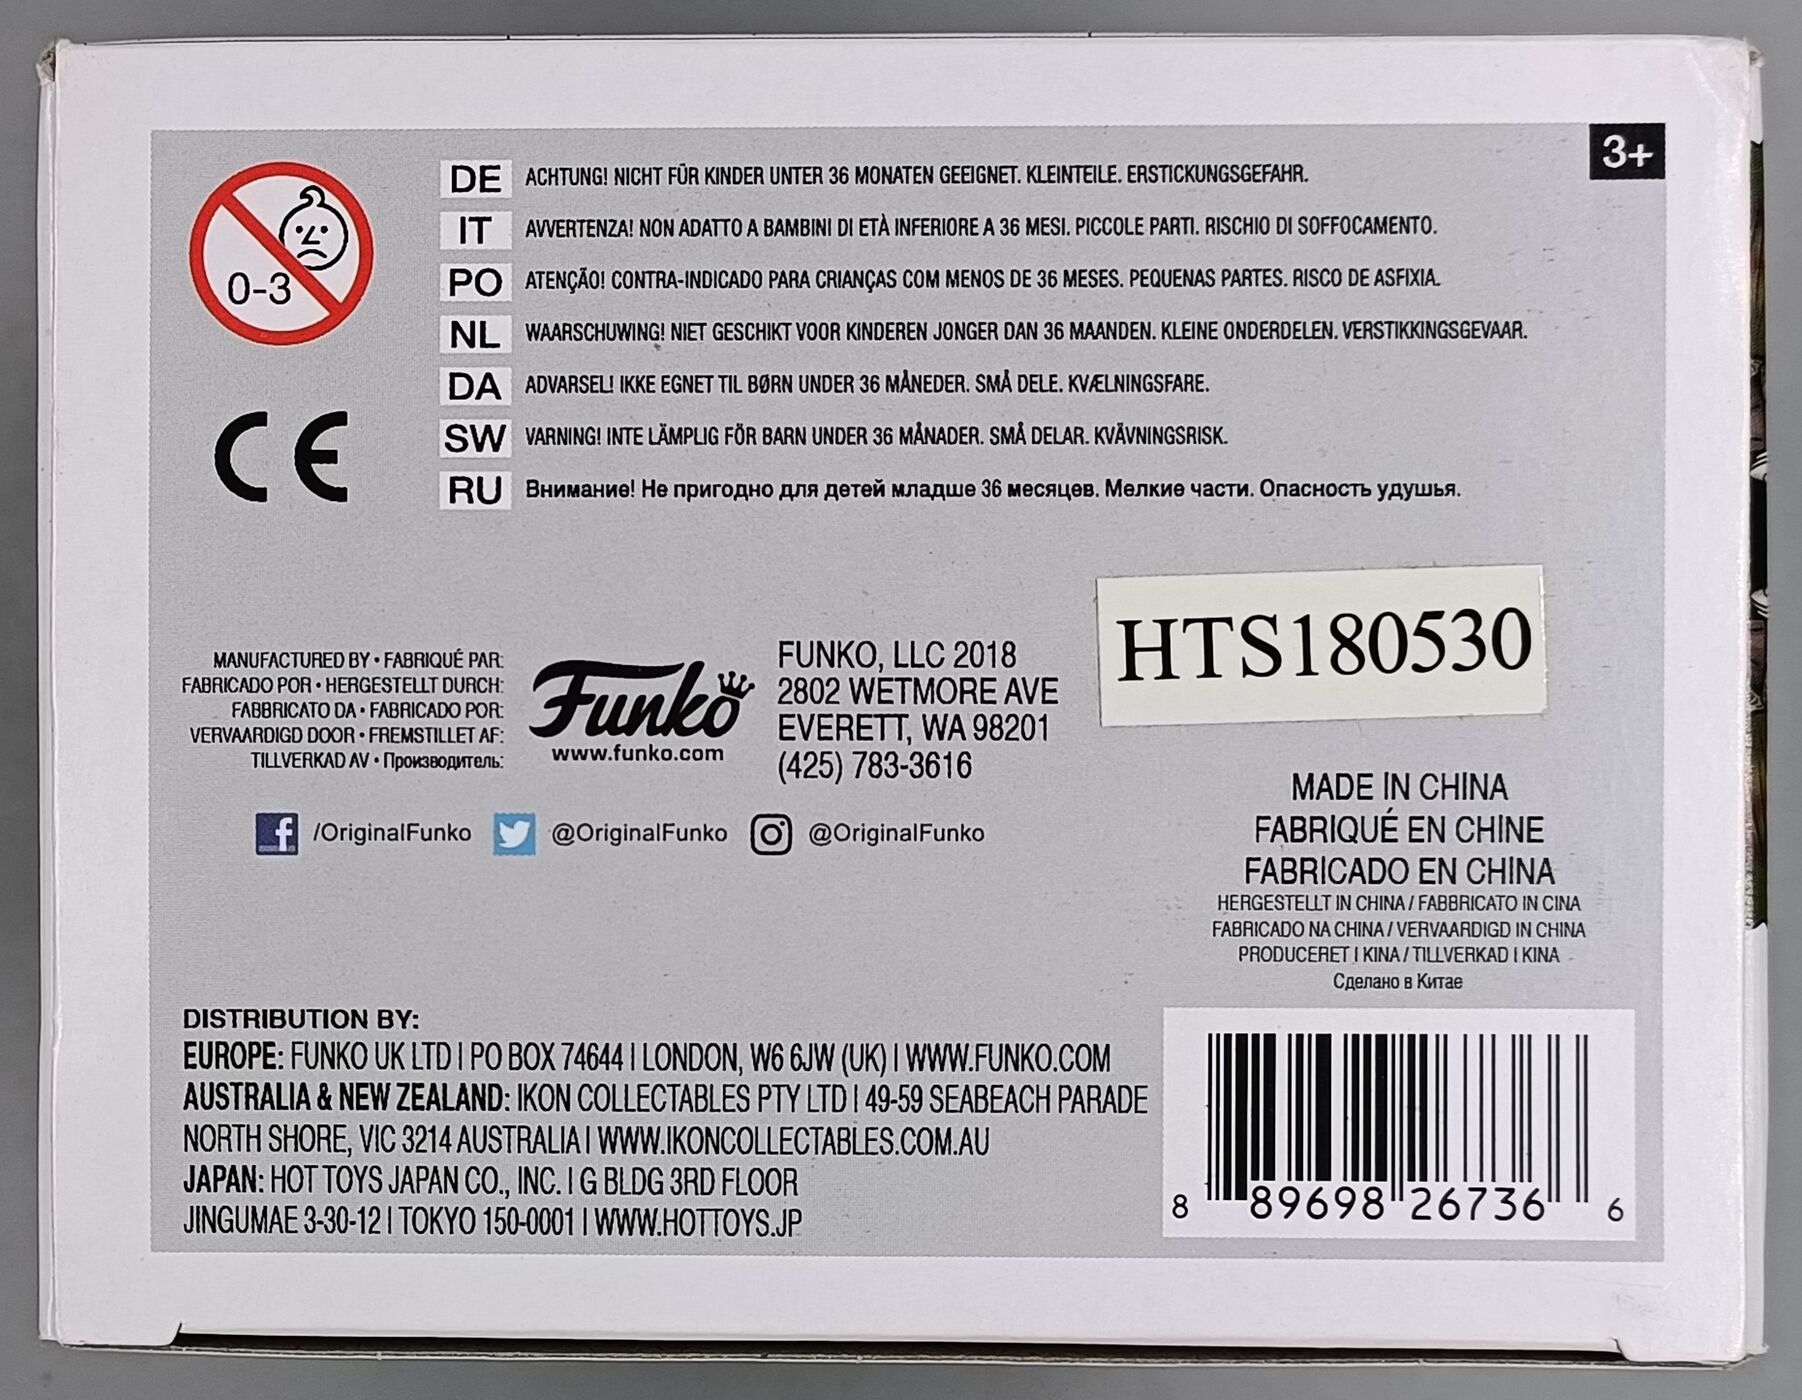 3+
0-3
DE ACHTUNG! NICHT FÜR KINDER UNTER 36 MONATEN GEEIGNET. KLEINTEILE. ERSTICKUNGSGEFAHR.
IT AVVERTENZA! NON ADATTO A BAMBINI DI ETÀ INFERIORE A 36 MESI. PICCOLE PARTI. RISCHIO DI SOFFOCAMENTO.
PO ATENÇÃO! CONTRA-INDICADO PARA CRIANÇAS COM MENOS DE 36 MESES. PEQUENAS PARTES. RISCO DE ASFIXIA.
NL WAARSCHUWING! NIET GESCHIKT VOOR KINDEREN JONGER DAN 36 MAANDEN. KLEINE ONDERDELEN. VERSTIKKINGSGEVAAR.
DA ADVARSEL! IKKE EGNET TIL BØRN UNDER 36 MÅNEDER. SMÅ DELE. KVÆLNINGSFARE.
SW VARNING! INTE LÄMPLIG FÖR BARN UNDER 36 MÅNADER. SMÅ DELAR. KVÄVNINGSRISK.
RU Внимание! Не пригодно для детей младше 36 месяцев. Мелкие части. Опасность удушья.
CE
MANUFACTURED BY • FABRIQUÉ PAR:
FABRICADO POR • HERGESTELLT DURCH:
FABBRICATO DA • FABRICADO POR:
VERVAARDIGD DOOR • FREMSTILLET AF:
TILLVERKAD AV • Производитель:
Funko
www.funko.com
FUNKO, LLC 2018
2802 WETMORE AVE
EVERETT, WA 98201
(425) 783-3616
HTS180530
/OriginalFunko @OriginalFunko @OriginalFunko
MADE IN CHINA
FABRIQUÉ EN CHINE
FABRICADO EN CHINA
HERGESTELLT IN CHINA / FABBRICATO IN CINA
FABRICADO NA CHINA / VERVAARDIGD IN CHINA
PRODUCERET I KINA / TILLVERKAD I KINA
Сделано в Китае
DISTRIBUTION BY:
EUROPE: FUNKO UK LTD | PO BOX 74644 | LONDON, W6 6JW (UK) | WWW.FUNKO.COM
AUSTRALIA & NEW ZEALAND: IKON COLLECTABLES PTY LTD | 49-59 SEABEACH PARADE
NORTH SHORE, VIC 3214 AUSTRALIA | WWW.IKONCOLLECTABLES.COM.AU
JAPAN: HOT TOYS JAPAN CO., INC. | G BLDG 3RD FLOOR
JINGUMAE 3-30-12 | TOKYO 150-0001 | WWW.HOTTOYS.JP
8 89698 26736 6